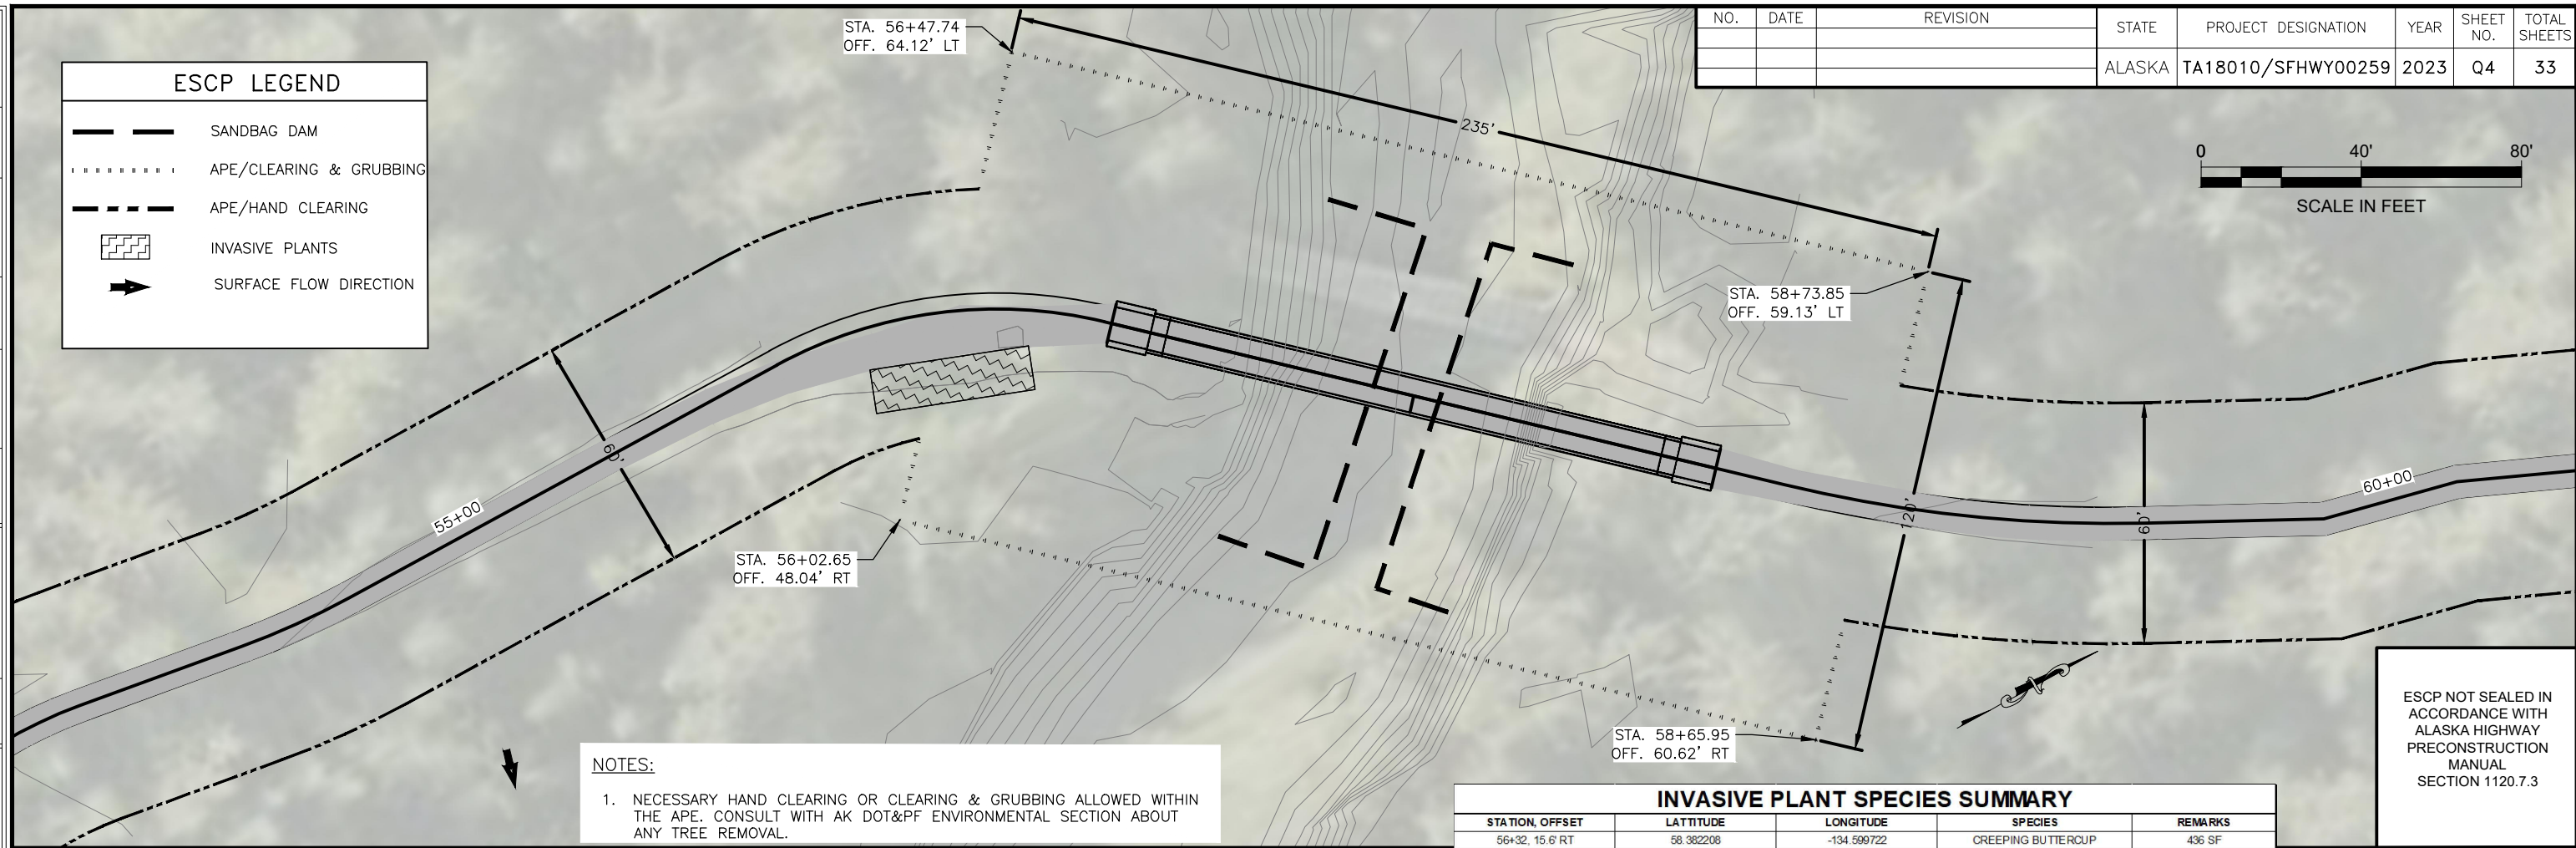 STA. 56+47.74
OFF. 64.12' LT
NO. DATE REVISION
STATE PROJECT DESIGNATION YEAR SHEET NO. TOTAL SHEETS
ALASKA TA18010/SFHWY00259 2023 Q4 33
ESCP LEGEND
SANDBAG DAM
APE/CLEARING & GRUBBING
APE/HAND CLEARING
INVASIVE PLANTS
SURFACE FLOW DIRECTION
235'
0 40' 80'
SCALE IN FEET
STA. 58+73.85
OFF. 59.13' LT
60'
55+00
120'
60'
60+00
STA. 56+02.65
OFF. 48.04' RT
STA. 58+65.95
OFF. 60.62' RT
N
ESCP NOT SEALED IN
ACCORDANCE WITH
ALASKA HIGHWAY
PRECONSTRUCTION
MANUAL
SECTION 1120.7.3
NOTES:
1. NECESSARY HAND CLEARING OR CLEARING & GRUBBING ALLOWED WITHIN
THE APE. CONSULT WITH AK DOT&PF ENVIRONMENTAL SECTION ABOUT
ANY TREE REMOVAL.
INVASIVE PLANT SPECIES SUMMARY
STATION, OFFSET LATTITUDE LONGITUDE SPECIES REMARKS
56+32, 15.6' RT 58.382208 -134.599722 CREEPING BUTTERCUP 436 SF